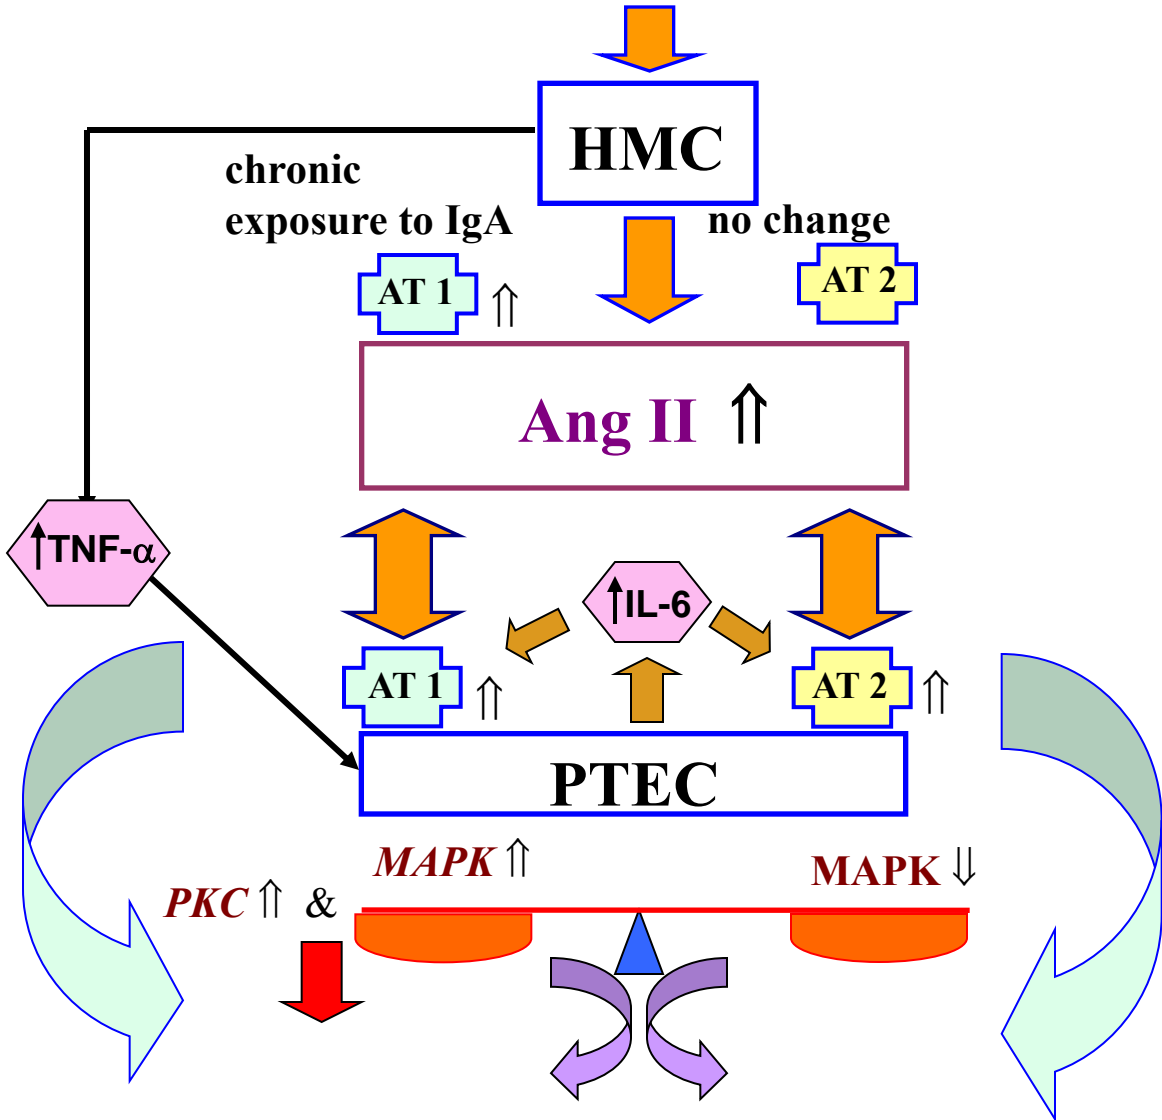 HMC
chronic
exposure to IgA
no change
AT 1 ⇑
AT 2
Ang II ⇑
↑TNF-α
↑IL-6
AT 1 ⇑
AT 2 ⇑
PTEC
MAPK ⇑
MAPK ⇓
PKC ⇑ &